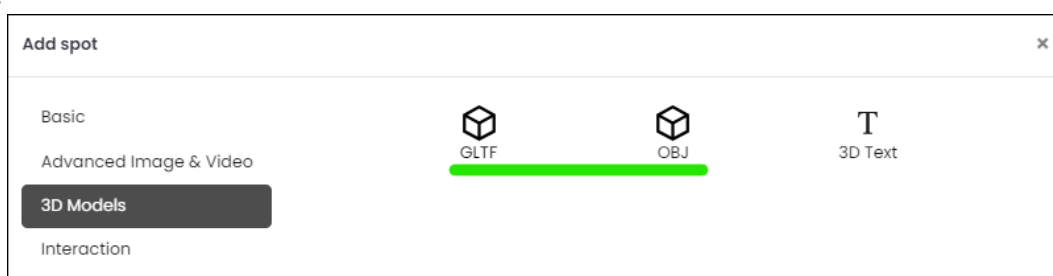 Add spot
×
Basic
Advanced Image & Video
3D Models
Interaction
GLTF
OBJ
T
3D Text